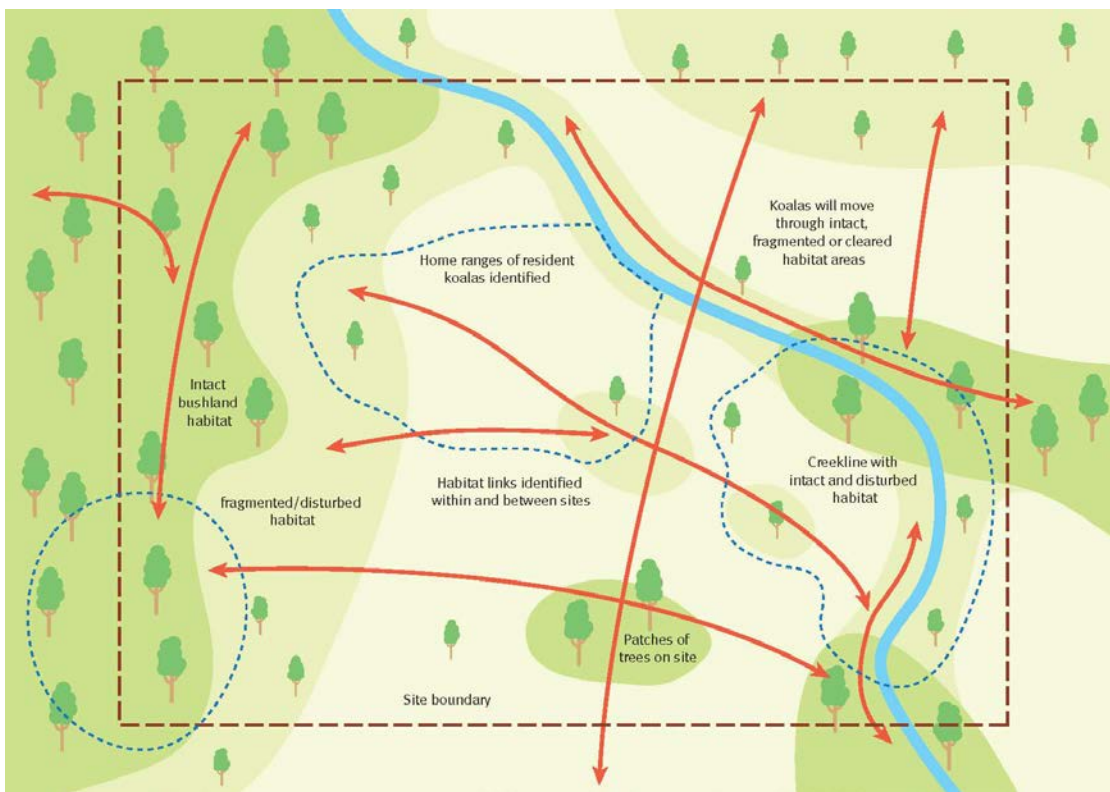 Koalas will move
through intact,
fragmented or cleared
habitat areas
Home ranges of resident
koalas identified
Intact
bushland
habitat
Habitat links identified
within and between sites
Creekline with
intact and disturbed
habitat
fragmented/disturbed
habitat
Patches of
trees on site
Site boundary